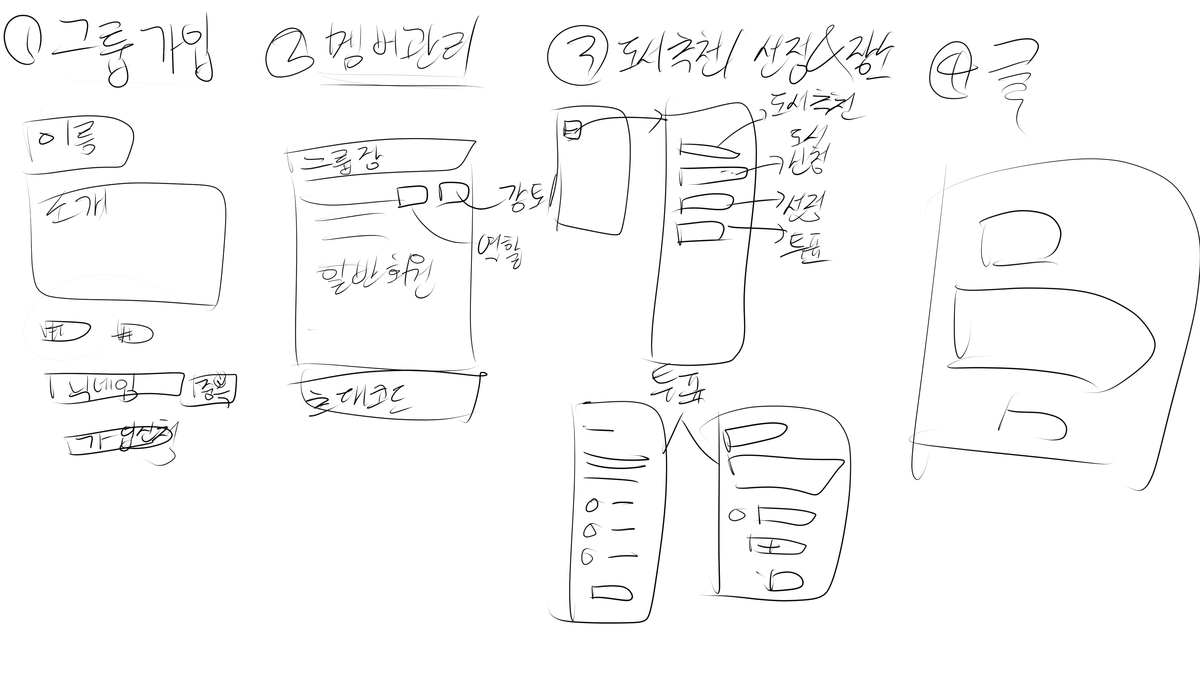 ① 그룹 가입
이름
소개
#
#
닉네임
중복
가입신청
② 멤버관리
그룹장
강퇴
역할
일반회원
초대코드
③ 도서추천/ 선정&장소
도서추천
도서
신청
선정
투표
투표
④ 글